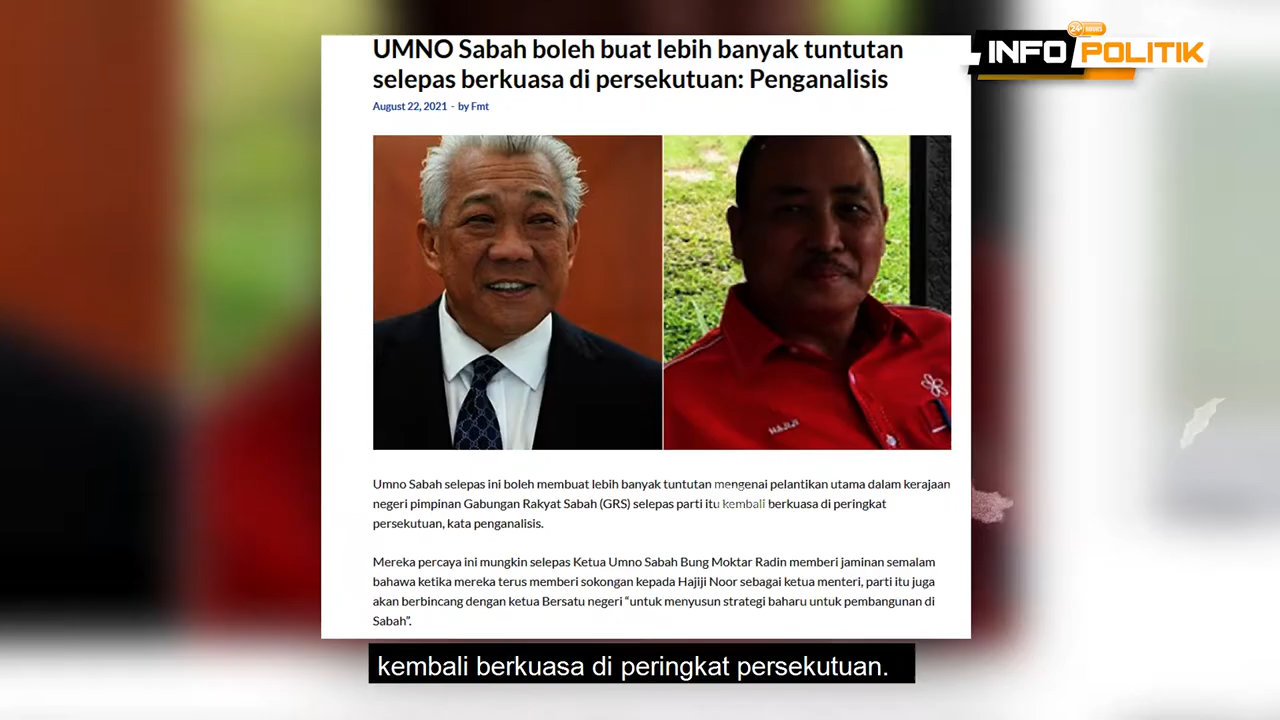 24 HOURS
INFO POLITIK
UMNO Sabah boleh buat lebih banyak tuntutan
selepas berkuasa di persekutuan: Penganalisis
August 22, 2021 - by Fmt
HAJIJI
Umno Sabah selepas ini boleh membuat lebih banyak tuntutan mengenai pelantikan utama dalam kerajaan
negeri pimpinan Gabungan Rakyat Sabah (GRS) selepas parti itu kembali berkuasa di peringkat
persekutuan, kata penganalisis.
Mereka percaya ini mungkin selepas Ketua Umno Sabah Bung Moktar Radin memberi jaminan semalam
bahawa ketika mereka terus memberi sokongan kepada Hajiji Noor sebagai ketua menteri, parti itu juga
akan berbincang dengan ketua Bersatu negeri “untuk menyusun strategi baharu untuk pembangunan di
Sabah”.
kembali berkuasa di peringkat persekutuan.